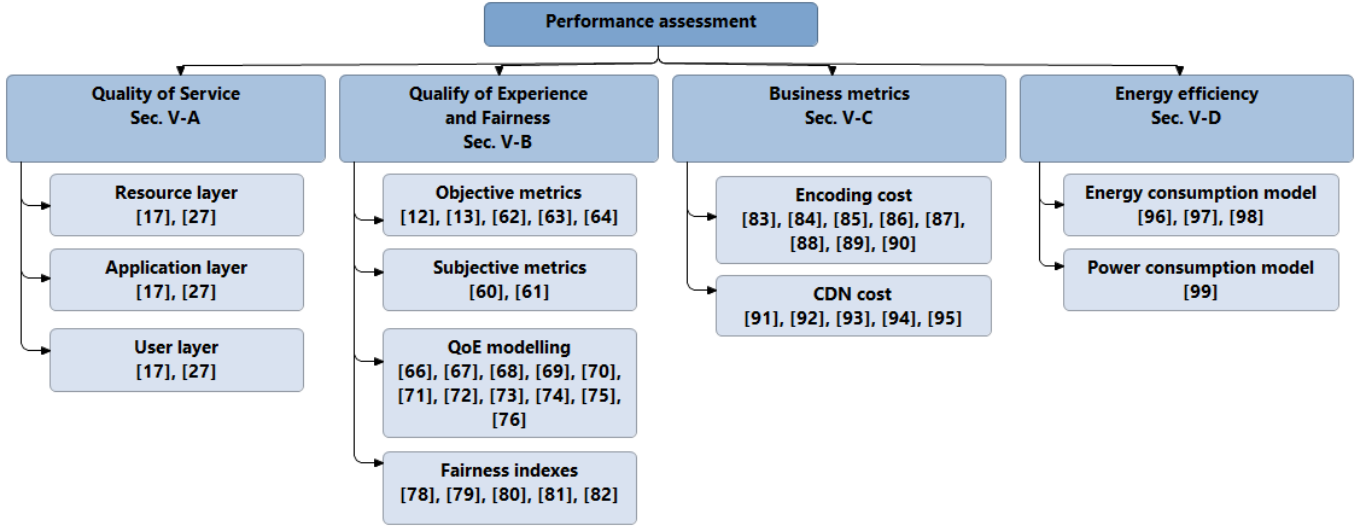 Performance assessment
Quality of Service
Sec. V-A
Resource layer
[17], [27]
Application layer
[17], [27]
User layer
[17], [27]
Qualify of Experience
and Fairness
Sec. V-B
Objective metrics
[12], [13], [62], [63], [64]
Subjective metrics
[60], [61]
QoE modelling
[66], [67], [68], [69], [70],
[71], [72], [73], [74], [75],
[76]
Fairness indexes
[78], [79], [80], [81], [82]
Business metrics
Sec. V-C
Encoding cost
[83], [84], [85], [86], [87],
[88], [89], [90]
CDN cost
[91], [92], [93], [94], [95]
Energy efficiency
Sec. V-D
Energy consumption model
[96], [97], [98]
Power consumption model
[99]